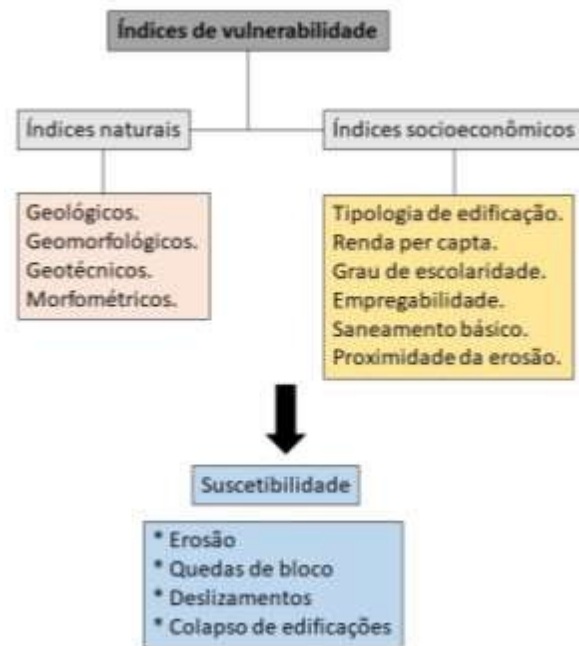 Índices de vulnerabilidade
Índices naturais
Índices socioeconômicos
Geológicos.
Geomorfológicos.
Geotécnicos.
Morfométricos.
Tipologia de edificação.
Renda per capta.
Grau de escolaridade.
Empregabilidade.
Saneamento básico.
Proximidade da erosão.
Suscetibilidade
* Erosão
* Quedas de bloco
* Deslizamentos
* Colapso de edificações